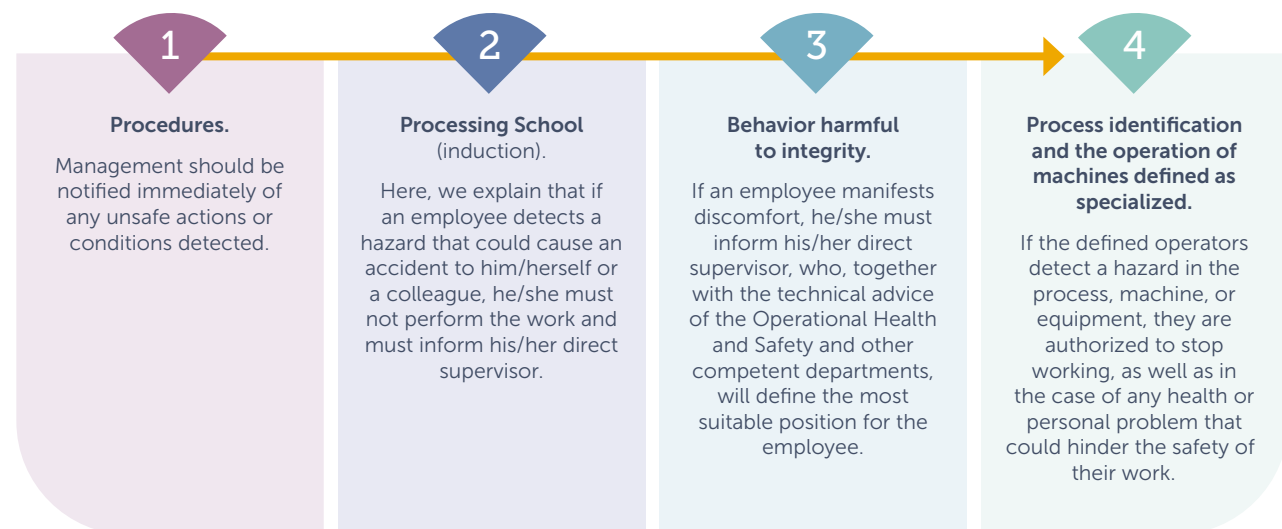 1
Procedures.
Management should be
notified immediately of
any unsafe actions or
conditions detected.
2
Processing School
(induction).
Here, we explain that if
an employee detects a
hazard that could cause an
accident to him/herself or
a colleague, he/she must
not perform the work and
must inform his/her direct
supervisor.
3
Behavior harmful
to integrity.
If an employee manifests
discomfort, he/she must
inform his/her direct
supervisor, who, together
with the technical advice
of the Operational Health
and Safety and other
competent departments,
will define the most
suitable position for the
employee.
4
Process identification
and the operation of
machines defined as
specialized.
If the defined operators
detect a hazard in the
process, machine, or
equipment, they are
authorized to stop
working, as well as in
the case of any health or
personal problem that
could hinder the safety of
their work.